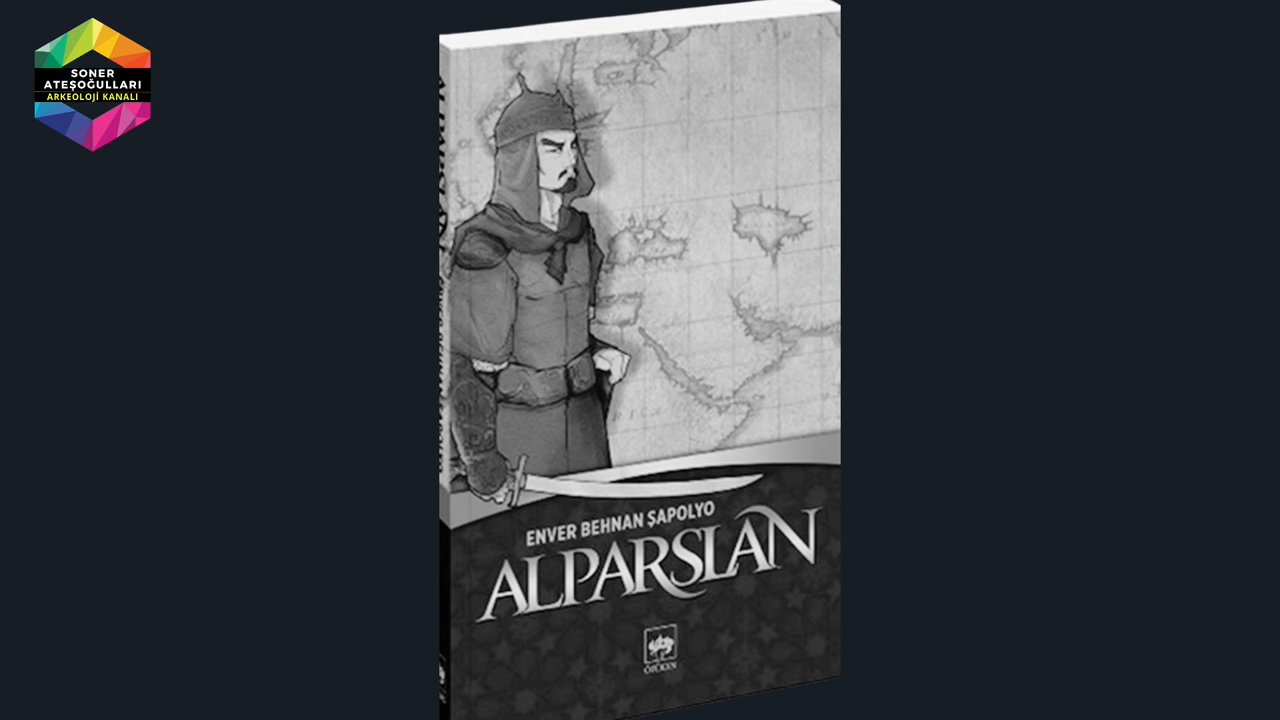 SONER
ATEŞOĞULLARI
ARKEOLOJİ KANALI
ENVER BEHNAN ŞAPOLYO
ALPARSLAN
ÖTÜKEN